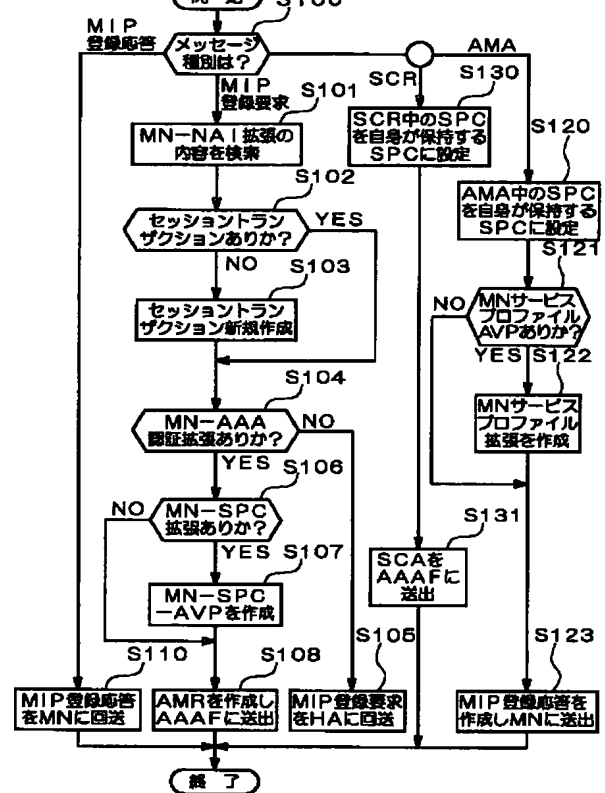 MIP
登録応答
メッセージ
種別は？
AMA
SCR
S130
MIP
登録要求
S101
SCR中のSPC
を自身が保持する
SPCに設定
S120
MN－NAI拡張の
内容を検索
S102
AMA中のSPC
を自身が保持する
SPCに設定
セッショントラン
ザクションありか？
YES
NO
S121
S103
MNサービス
プロファイル
AVPありか？
NO
セッショントラン
ザクション新規作成
YES
S122
S104
MNサービス
プロファイル
拡張を作成
MN－AAA
認証拡張ありか？
NO
YES
S106
MN－SPC
拡張ありか？
NO
YES
S107
S131
MN－SPC
－AVPを作成
SCAを
AAAFに
送出
S110
S108
S105
S123
MIP登録応答
をMNに回送
AMRを作成し
AAAFに送出
MIP登録要求
をHAに回送
MIP登録応答を
作成しMNに送出
終 了